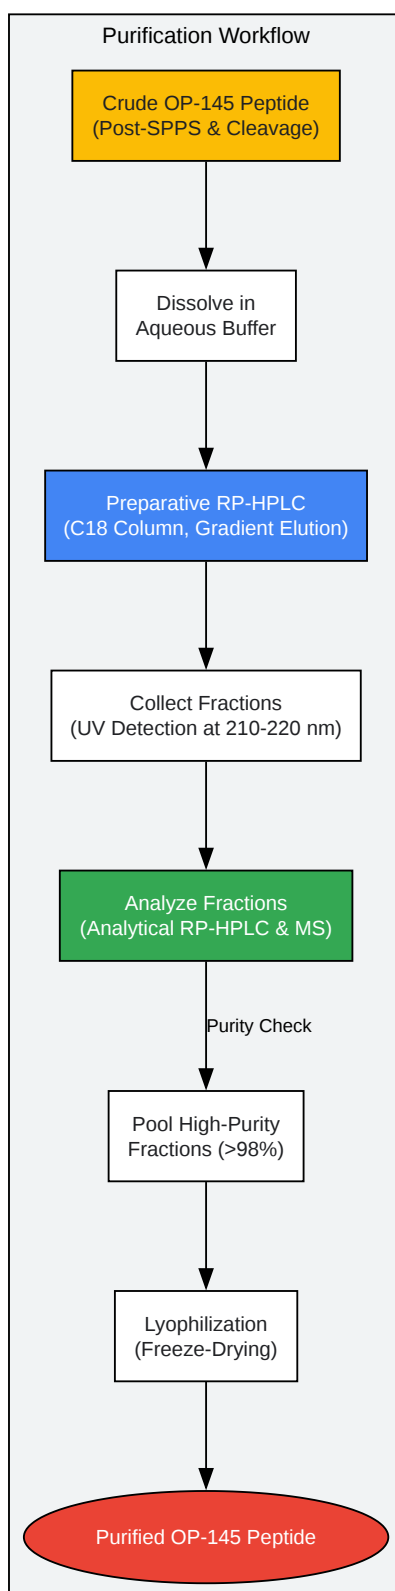 Purification Workflow
Crude OP-145 Peptide
(Post-SPPS & Cleavage)
Dissolve in
Aqueous Buffer
Preparative RP-HPLC
(C18 Column, Gradient Elution)
Collect Fractions
(UV Detection at 210-220 nm)
Analyze Fractions
(Analytical RP-HPLC & MS)
Purity Check
Pool High-Purity
Fractions (>98%)
Lyophilization
(Freeze-Drying)
Purified OP-145 Peptide